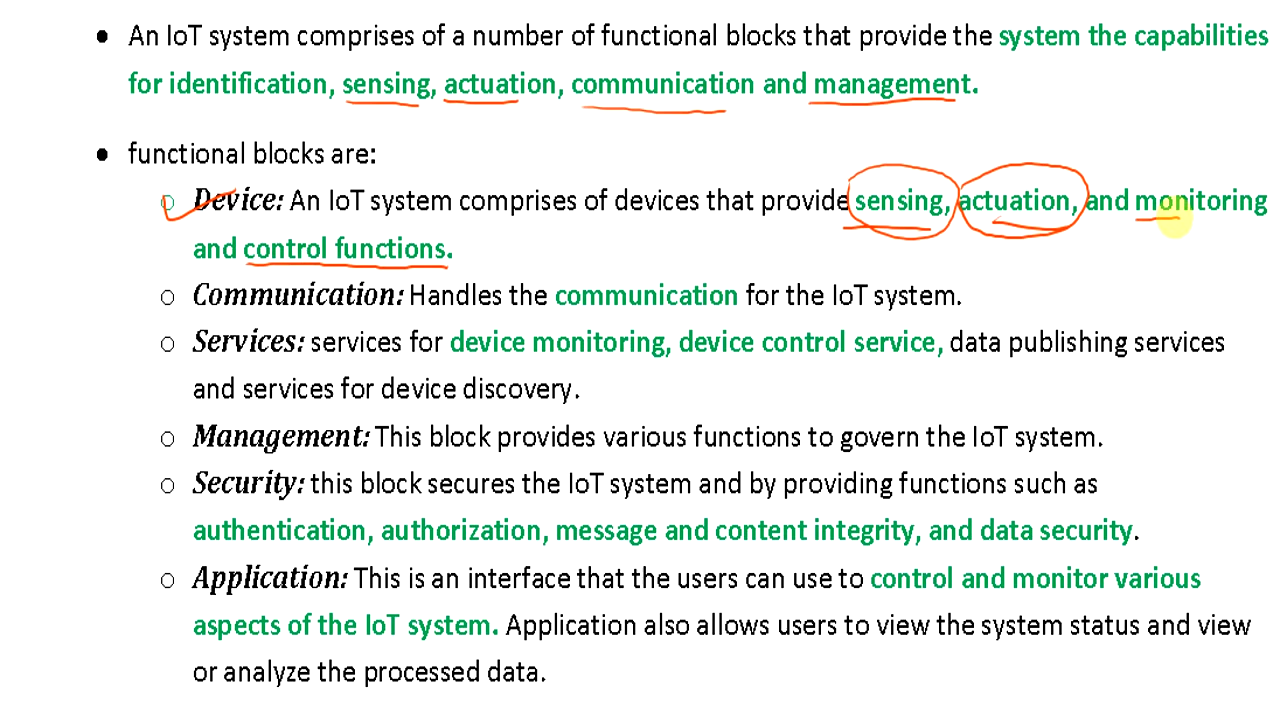 • An IoT system comprises of a number of functional blocks that provide the system the capabilities
for identification, sensing, actuation, communication and management.
• functional blocks are:
○ Device: An IoT system comprises of devices that provide sensing, actuation, and monitoring
and control functions.
○ Communication: Handles the communication for the IoT system.
○ Services: services for device monitoring, device control service, data publishing services
and services for device discovery.
○ Management: This block provides various functions to govern the IoT system.
○ Security: this block secures the IoT system and by providing functions such as
authentication, authorization, message and content integrity, and data security.
○ Application: This is an interface that the users can use to control and monitor various
aspects of the IoT system. Application also allows users to view the system status and view
or analyze the processed data.